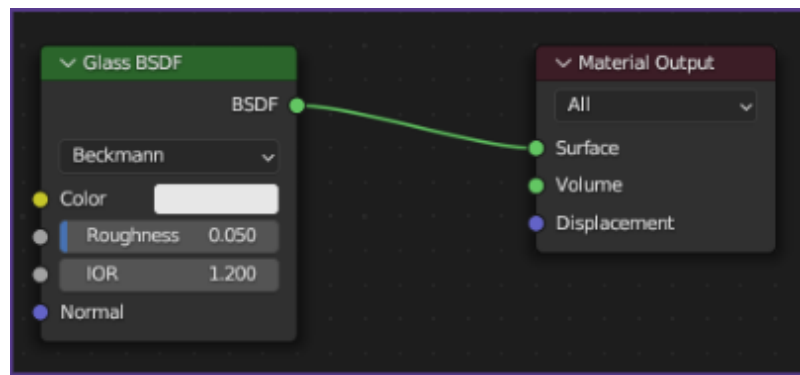 Glass BSDF
BSDF
Beckmann
Color
Roughness 0.050
IOR 1.200
Normal
Material Output
All
Surface
Volume
Displacement